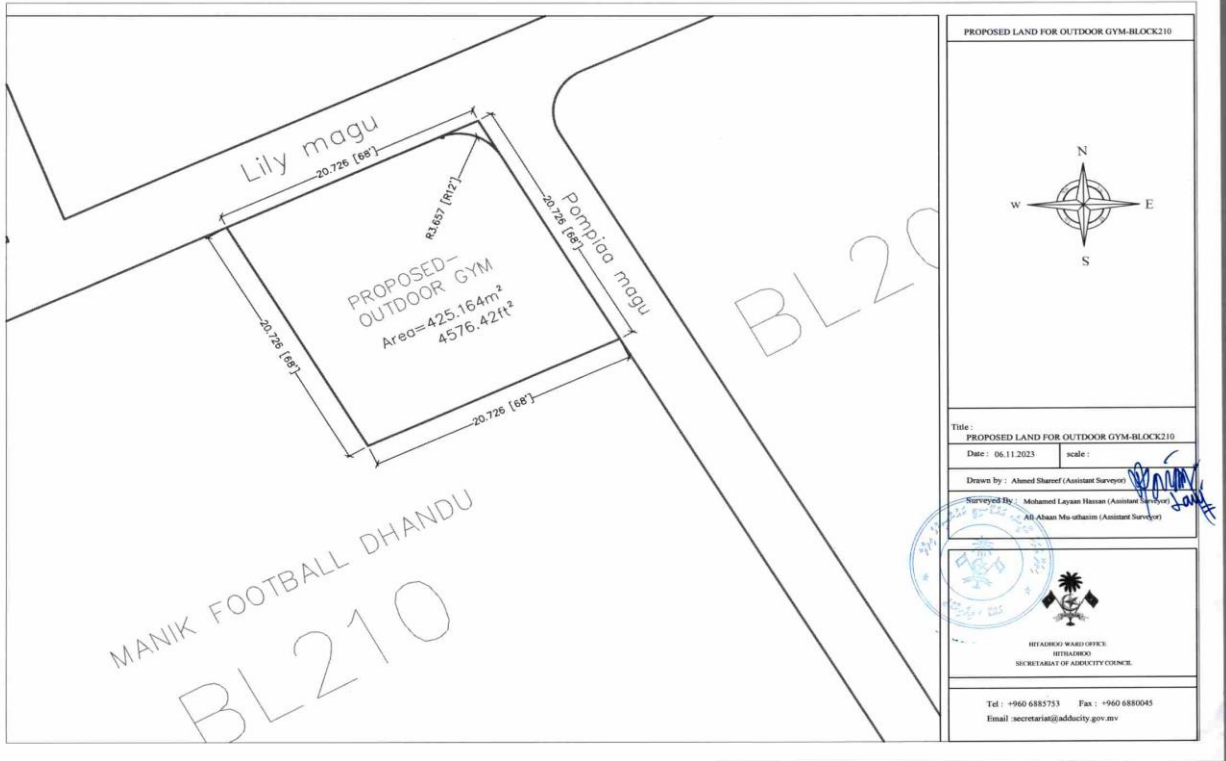 Lily magu
20.726 [68']
R3.657 [R12']
20.726 [68']
Pompiaa magu
PROPOSED-
OUTDOOR GYM
Area=425.164m²
4576.42ft²
20.726 [68']
20.726 [68']
BL20
MANIK FOOTBALL DHANDU
BL210
PROPOSED LAND FOR OUTDOOR GYM-BLOCK210
N
W
E
S
Title :
PROPOSED LAND FOR OUTDOOR GYM-BLOCK210
Date : 06.11.2023 scale :
Drawn by : Ahmed Shareef (Assistant Surveyor)
Surveyed By : Mohamed Layaan Hassan (Assistant Surveyor)
Ali Abaan Mu-uthasim (Assistant Surveyor)
HITADHOO WARD OFFICE
HITHADHOO
SECRETARIAT OF ADDUCITY COUNCIL
Tel : +960 6885753 Fax : +960 6880045
Email :secretariat@adducity.gov.mv